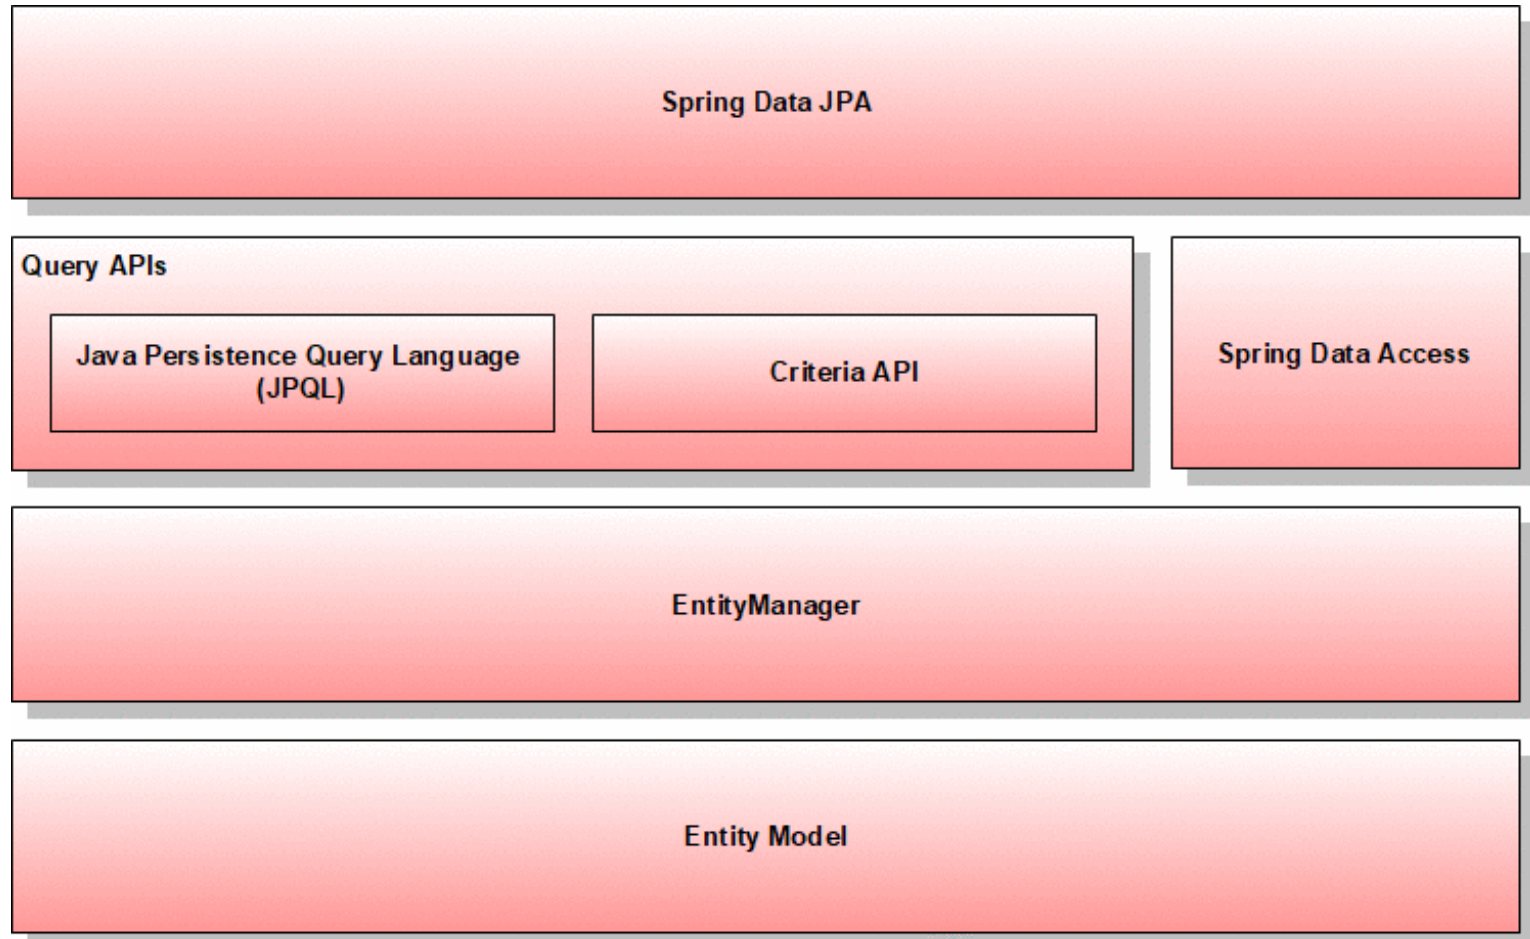 Spring Data JPA
Query APIs
Java Persistence Query Language
(JPQL)
Criteria API
Spring Data Access
EntityManager
Entity Model